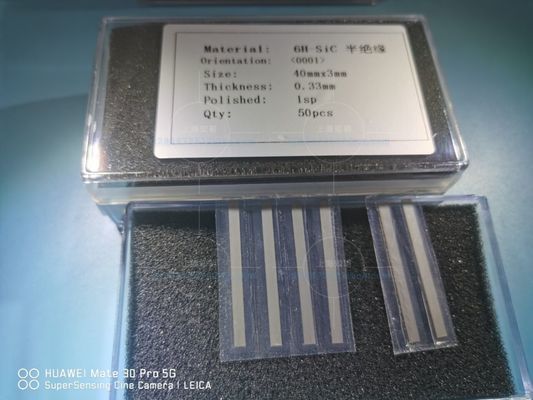 Material: 6H-SiC 半绝缘
Orientation: <0001>
Size: 40mmx3mm
Thickness: 0.33mm
Polished: 1sp
Qty: 50pcs
HUAWEI Mate 30 Pro 5G
SuperSensing Cine Camera | LEICA